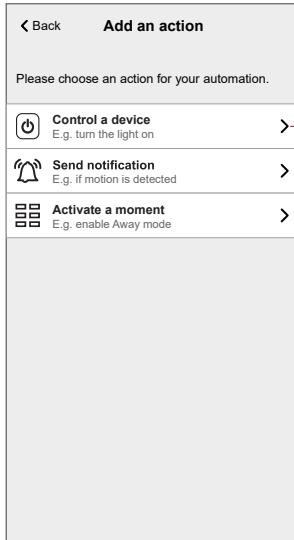 Back Add an action
Please choose an action for your automation.
Control a device
E.g. turn the light on
Send notification
E.g. if motion is detected
Activate a moment
E.g. enable Away mode